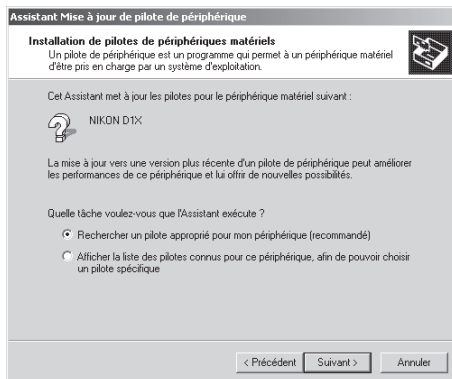 Assistant Mise à jour de pilote de périphérique
Installation de pilotes de périphériques matériels
Un pilote de périphérique est un programme qui permet à un périphérique matériel
d'être pris en charge par un système d'exploitation.
Cet Assistant met à jour les pilotes pour le périphérique matériel suivant :
NIKON D1X
La mise à jour vers une version plus récente d'un pilote de périphérique peut améliorer
les performances de ce périphérique et lui offrir de nouvelles possibilités.
Quelle tâche voulez-vous que l'Assistant exécute ?
Rechercher un pilote approprié pour mon périphérique (recommandé)
Afficher la liste des pilotes connus pour ce périphérique, afin de pouvoir choisir
un pilote spécifique
< Précédent
Suivant >
Annuler